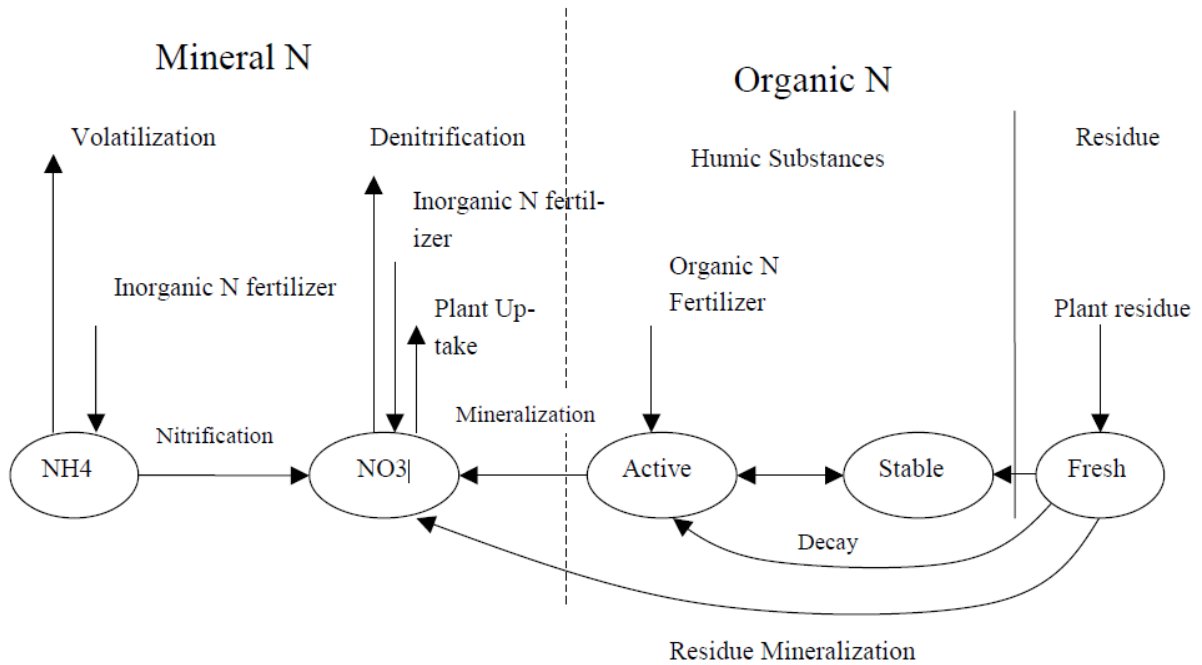 Mineral N
Organic N
Volatilization
Denitrification
Humic Substances
Residue
Inorganic N fertil-
izer
Inorganic N fertilizer
Organic N
Fertilizer
Plant Up-
take
Plant residue
Nitrification
Mineralization
NH4
NO3
Active
Stable
Fresh
Decay
Residue Mineralization